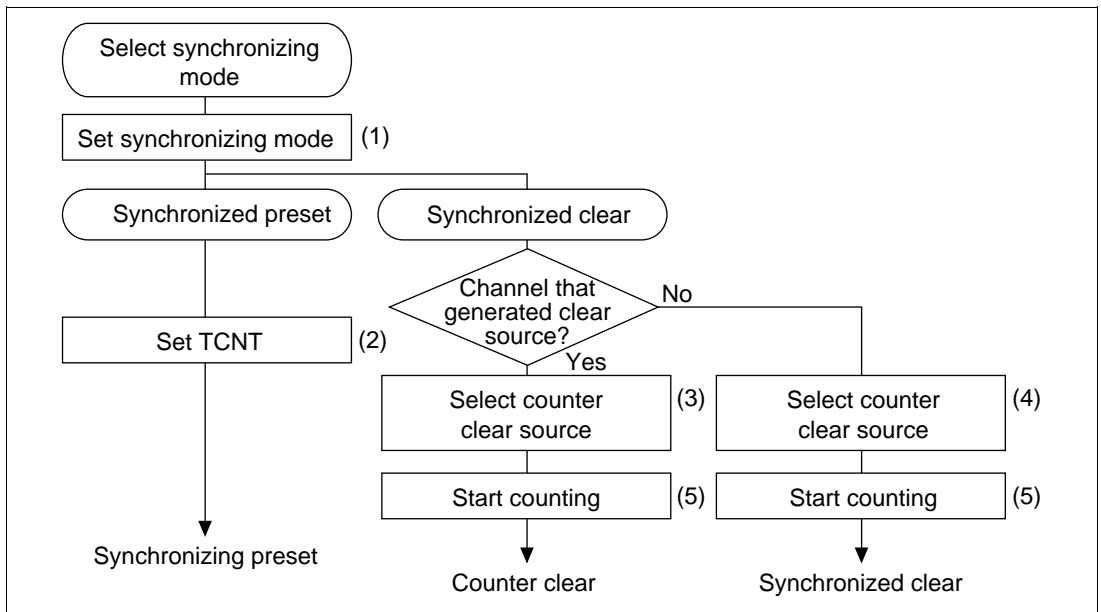 Select synchronizing
mode
Set synchronizing mode (1)
Synchronized preset
Synchronized clear
Channel that
generated clear
source?
No
Yes
Set TCNT (2)
Select counter
clear source
(3)
Select counter
clear source
(4)
Start counting (5)
Start counting (5)
Synchronizing preset
Counter clear
Synchronized clear